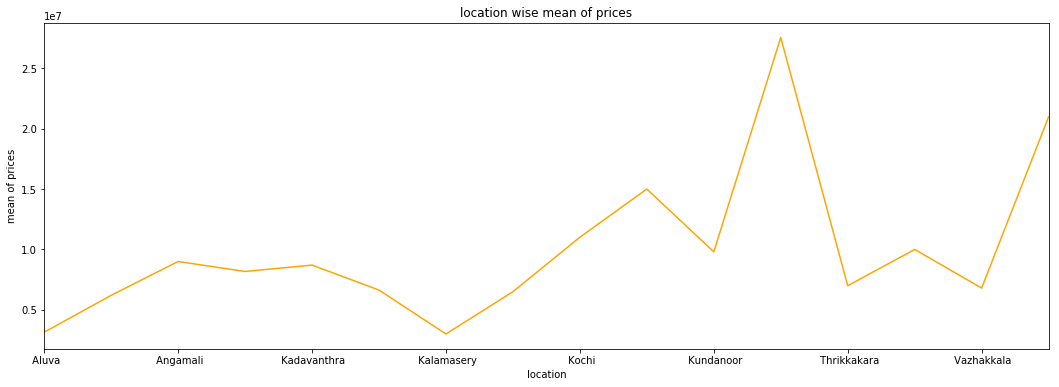 location wise mean of prices
1e7
2.5
2.0
1.5
1.0
0.5
mean of prices
Aluva Angamali Kadavanthra Kalamasery Kochi Kundanoor Thrikkakara Vazhakkala
location